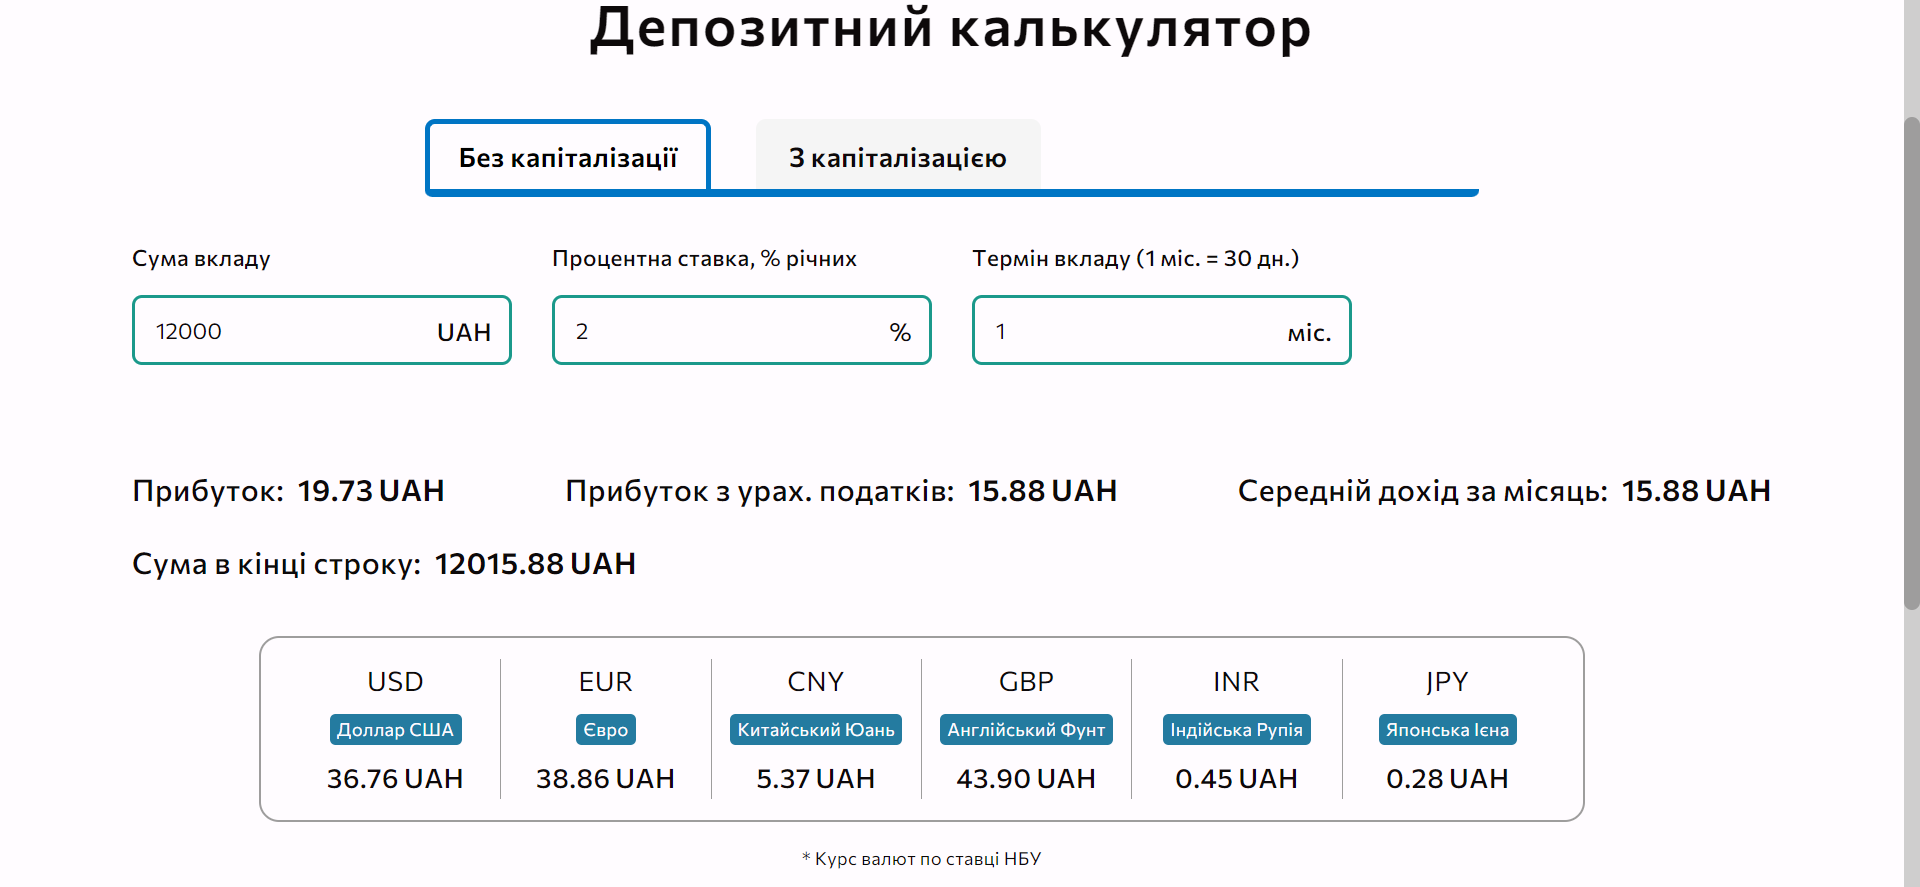 Депозитний калькулятор
Без капіталізації
З капіталізацією
Сума вкладу
Процентна ставка, % річних
Термін вкладу (1 міс. = 30 дн.)
12000 UAH
2 %
1 міс.
Прибуток: 19.73 UAH
Прибуток з урах. податків: 15.88 UAH
Середній дохід за місяць: 15.88 UAH
Сума в кінці строку: 12015.88 UAH
USD
Доллар США
36.76 UAH
EUR
Євро
38.86 UAH
CNY
Китайський Юань
5.37 UAH
GBP
Англійський Фунт
43.90 UAH
INR
Індійська Рупія
0.45 UAH
JPY
Японська Ієна
0.28 UAH
* Курс валют по ставці НБУ